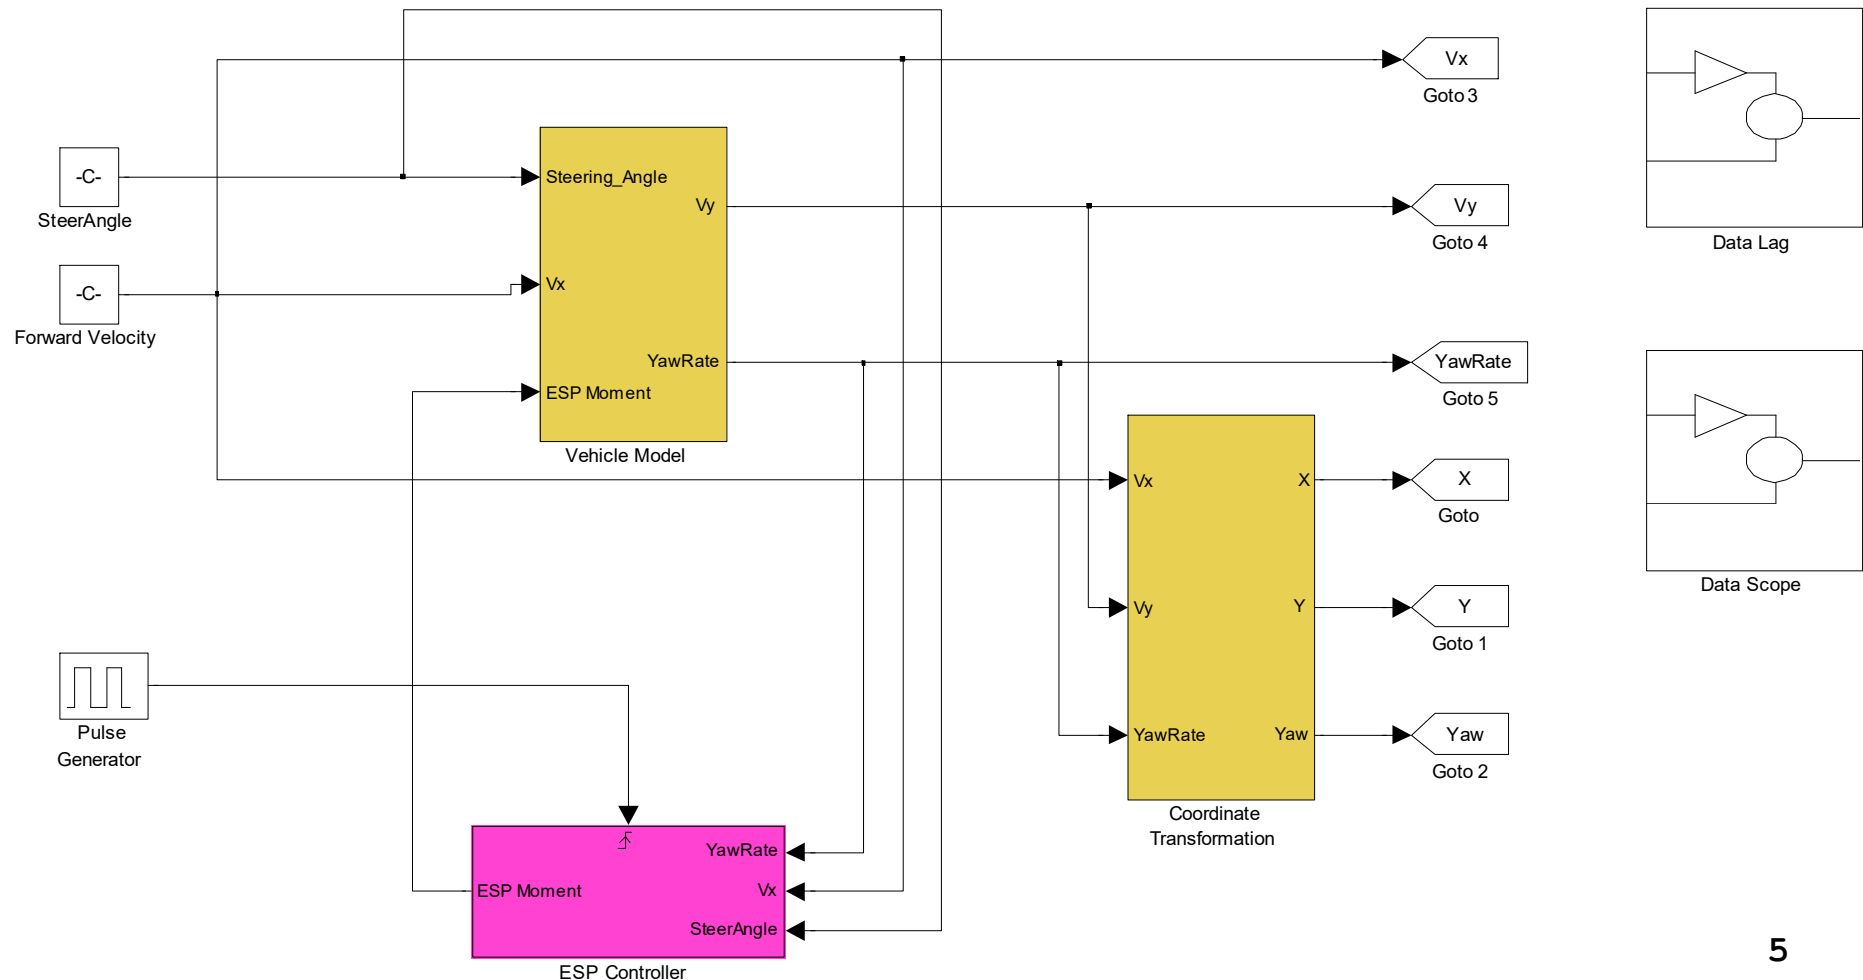 Vx
Goto 3
-C-
SteerAngle
Steering_Angle
Vy
Vy
Goto 4
Data Lag
-C-
Forward Velocity
Vx
YawRate
ESP Moment
Vehicle Model
YawRate
Goto 5
Vx
X
X
Goto
Vy
Y
Y
Goto 1
Data Scope
YawRate
Yaw
Yaw
Goto 2
Coordinate
Transformation
Pulse
Generator
YawRate
ESP Moment
Vx
SteerAngle
ESP Controller
5